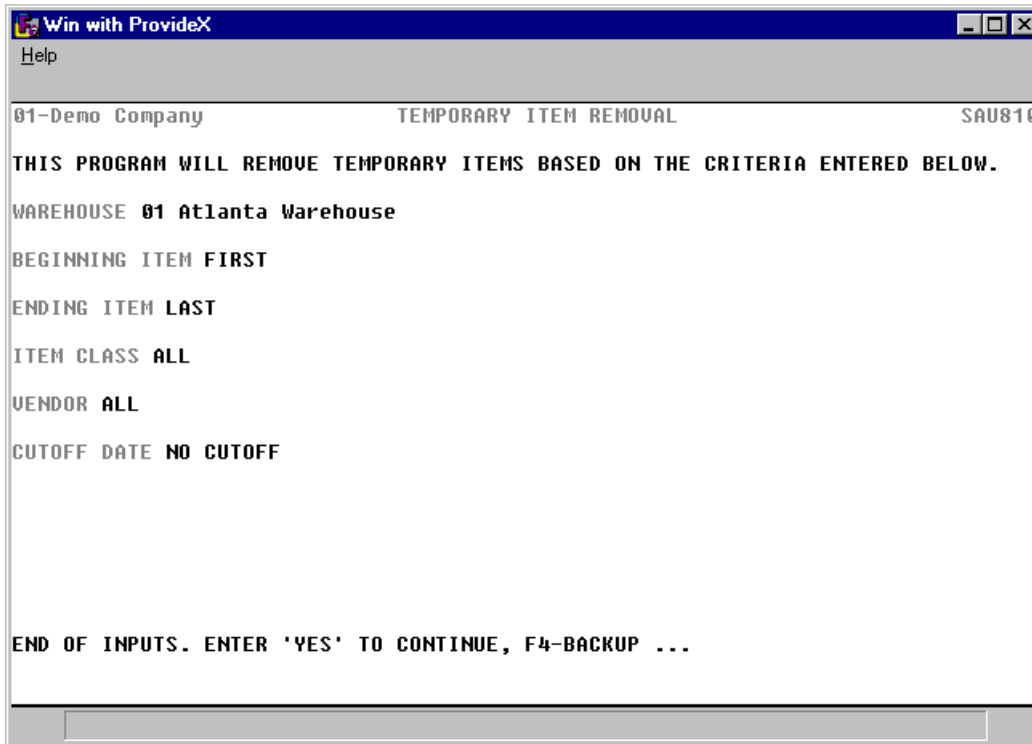 Win with ProvideX
Help
01-Demo Company TEMPORARY ITEM REMOVAL SAU810
THIS PROGRAM WILL REMOVE TEMPORARY ITEMS BASED ON THE CRITERIA ENTERED BELOW.
WAREHOUSE 01 Atlanta Warehouse
BEGINNING ITEM FIRST
ENDING ITEM LAST
ITEM CLASS ALL
VENDOR ALL
CUTOFF DATE NO CUTOFF
END OF INPUTS. ENTER 'YES' TO CONTINUE, F4-BACKUP ...